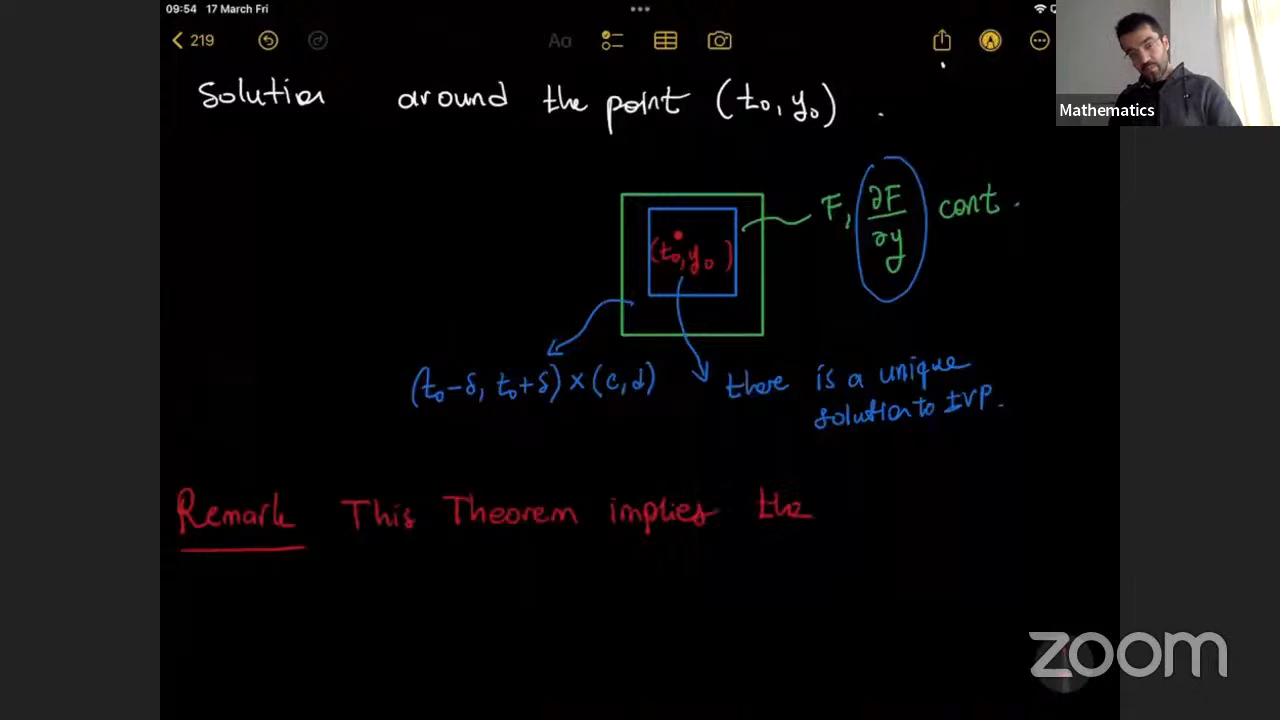 09:54 17 March Fri
219
Aa
Mathematics
Solution around the point (t₀, y₀).
F, ∂F/∂y cont.
(t₀, y₀)
(t₀-δ, t₀+δ) × (c, d)
there is a unique
solution to IVP.
Remark This Theorem implies the
zoom